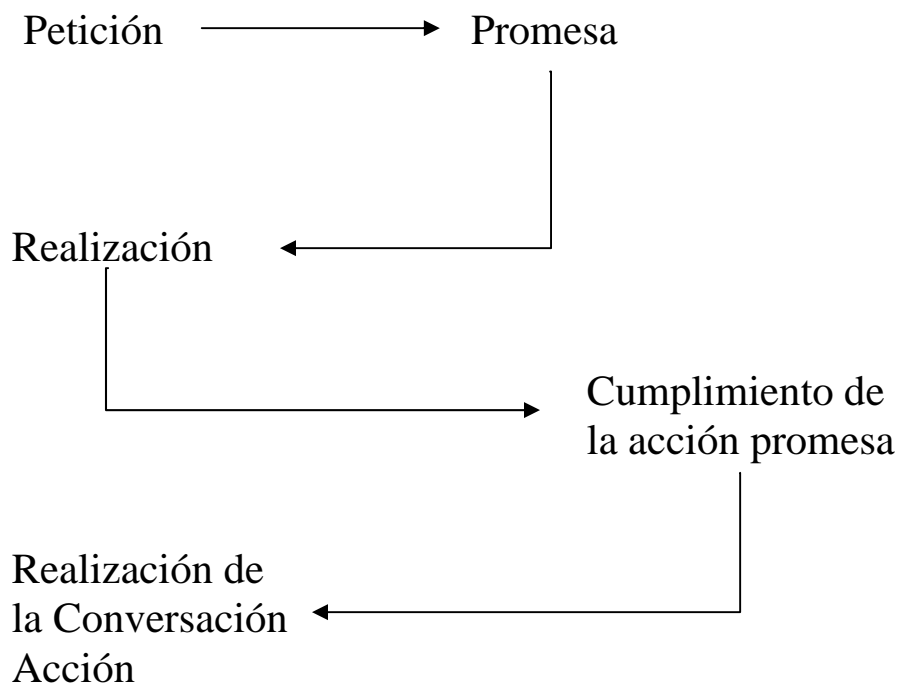 Petición
Promesa
Realización
Cumplimiento de
la acción promesa
Realización de
la Conversación
Acción